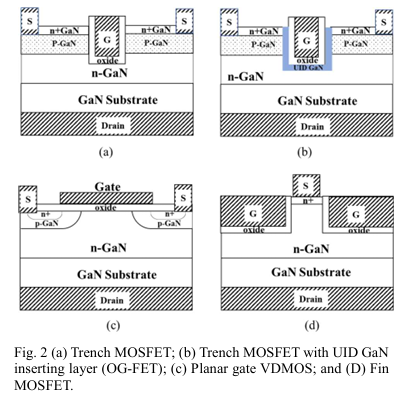 S
S
n+GaN
G
n+GaN
P-GaN
P-GaN
oxide
n-GaN
GaN Substrate
Drain
(a)
S
S
n+GaN
G
n+GaN
P-GaN
P-GaN
oxide
UID GaN
n-GaN
GaN Substrate
Drain
(b)
Gate
S
S
oxide
n+
n+
p-GaN
p-GaN
n-GaN
GaN Substrate
Drain
(c)
S
n+
G
G
oxide
oxide
n-GaN
GaN Substrate
Drain
(d)
Fig. 2 (a) Trench MOSFET; (b) Trench MOSFET with UID GaN
inserting layer (OG-FET); (c) Planar gate VDMOS; and (D) Fin
MOSFET.